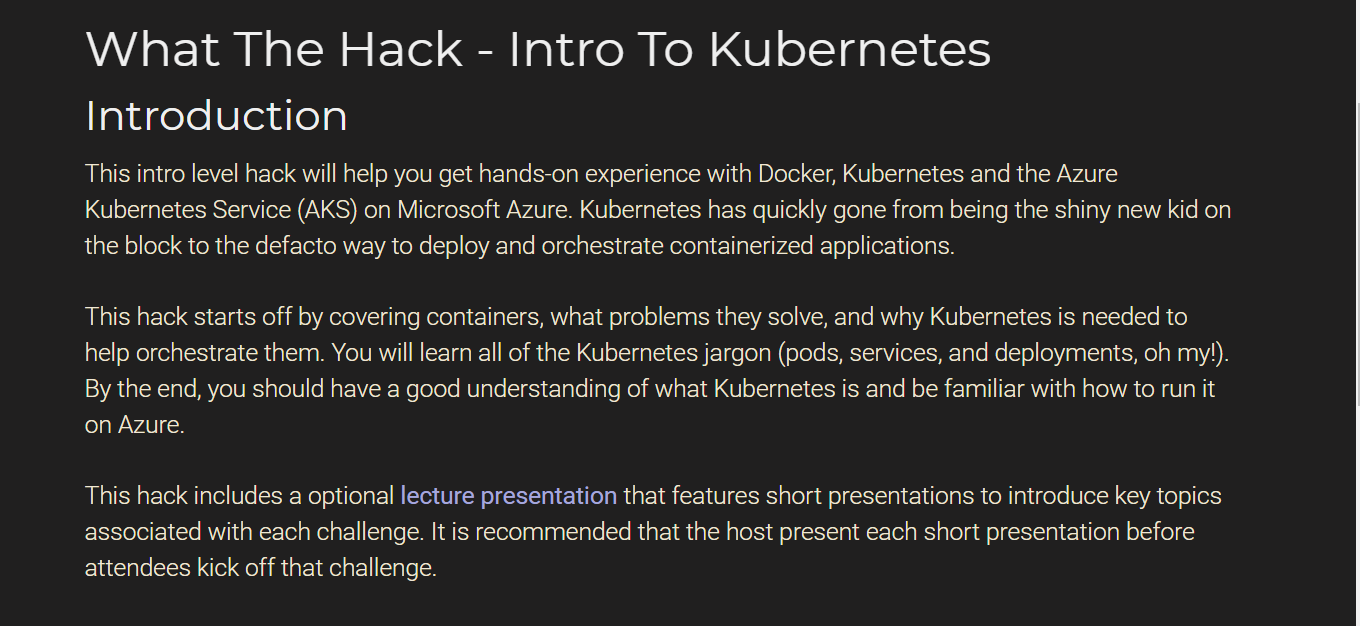 What The Hack - Intro To Kubernetes
Introduction
This intro level hack will help you get hands-on experience with Docker, Kubernetes and the Azure
Kubernetes Service (AKS) on Microsoft Azure. Kubernetes has quickly gone from being the shiny new kid on
the block to the defacto way to deploy and orchestrate containerized applications.
This hack starts off by covering containers, what problems they solve, and why Kubernetes is needed to
help orchestrate them. You will learn all of the Kubernetes jargon (pods, services, and deployments, oh my!).
By the end, you should have a good understanding of what Kubernetes is and be familiar with how to run it
on Azure.
This hack includes a optional lecture presentation that features short presentations to introduce key topics
associated with each challenge. It is recommended that the host present each short presentation before
attendees kick off that challenge.